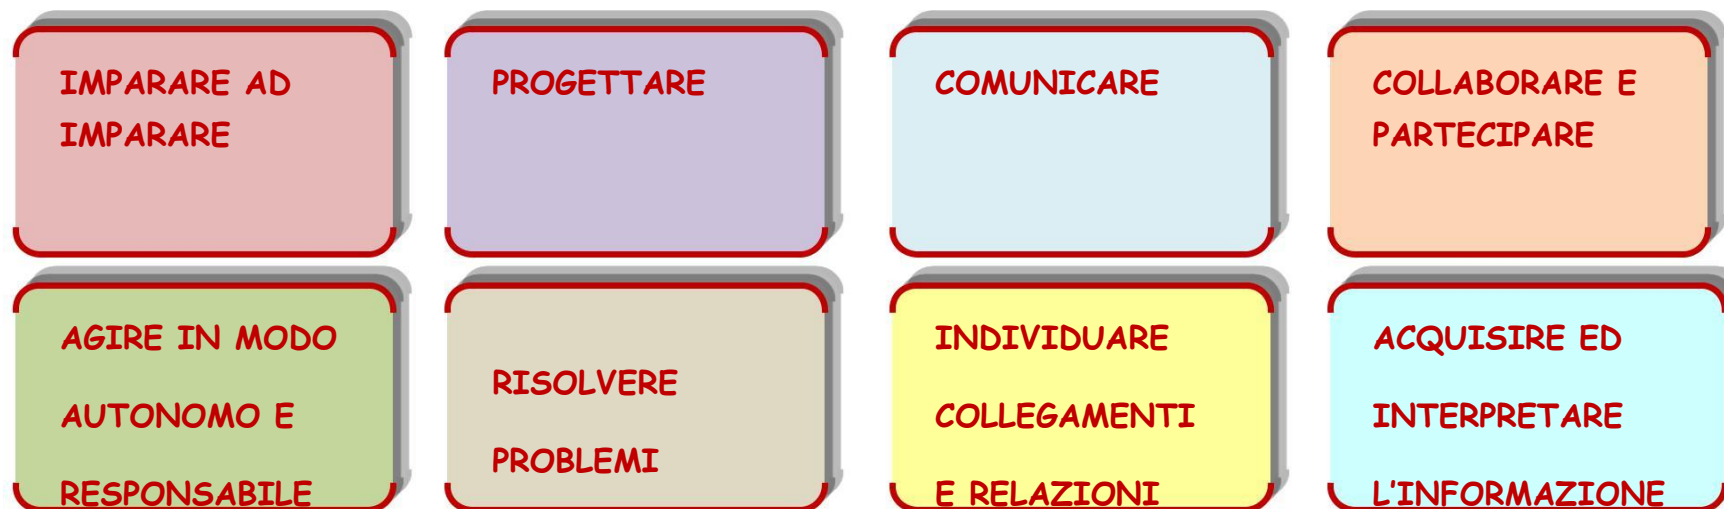 IMPARARE AD
IMPARARE
PROGETTARE
COMUNICARE
COLLABORARE E
PARTECIPARE
AGIRE IN MODO
AUTONOMO E
RESPONSABILE
RISOLVERE
PROBLEMI
INDIVIDUARE
COLLEGAMENTI
E RELAZIONI
ACQUISIRE ED
INTERPRETARE
L'INFORMAZIONE